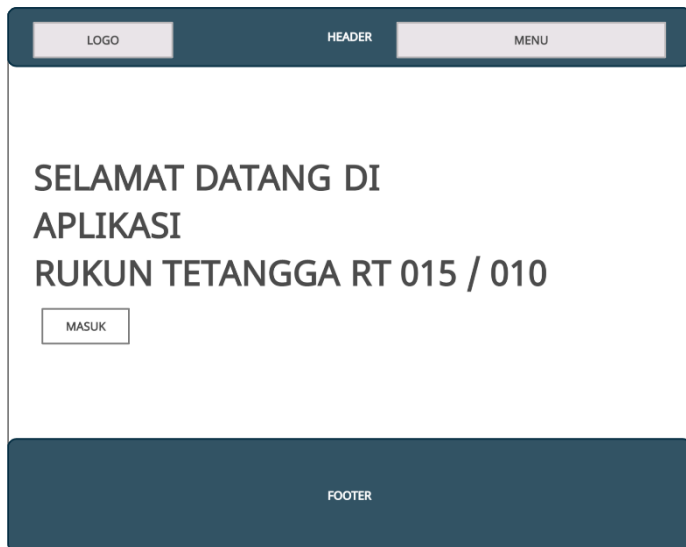 LOGO
HEADER
MENU
SELAMAT DATANG DI
APLIKASI
RUKUN TETANGGA RT 015 / 010
MASUK
FOOTER